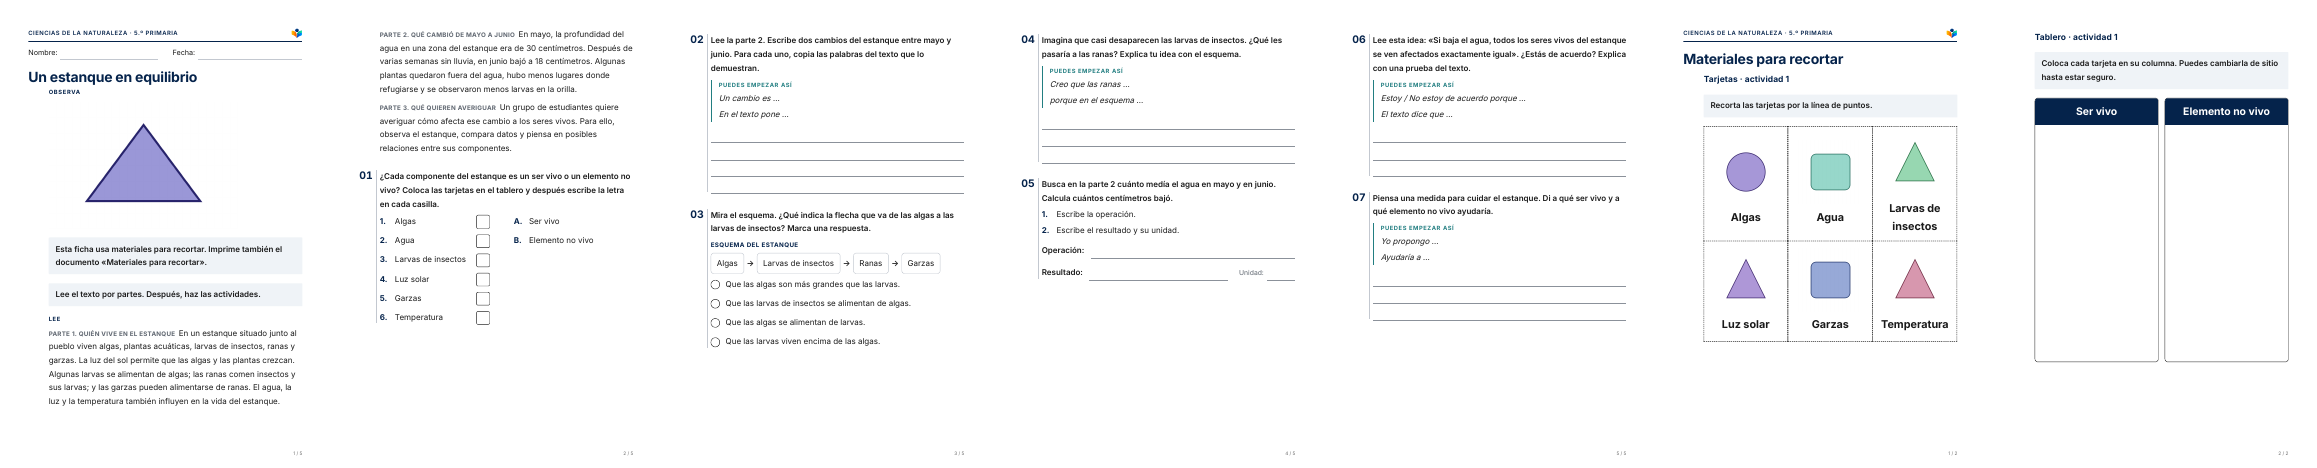 CIENCIAS DE LA NATURALEZA · 5.º PRIMARIA
Nombre:
Fecha:
Un estanque en equilibrio
OBSERVA
Esta ficha usa materiales para recortar. Imprime también el
documento «Materiales para recortar».
Lee el texto por partes. Después, haz las actividades.
LEE
PARTE 1. QUIÉN VIVE EN EL ESTANQUE En un estanque situado junto al
pueblo viven algas, plantas acuáticas, larvas de insectos, ranas y
garzas. La luz del sol permite que las algas y las plantas crezcan.
Algunas larvas se alimentan de algas; las ranas comen insectos y
sus larvas; y las garzas pueden alimentarse de ranas. El agua, la
luz y la temperatura también influyen en la vida del estanque.
1 / 5
PARTE 2. QUÉ CAMBIÓ DE MAYO A JUNIO En mayo, la profundidad del
agua en una zona del estanque era de 30 centímetros. Después de
varias semanas sin lluvia, en junio bajó a 18 centímetros. Algunas
plantas quedaron fuera del agua, hubo menos lugares donde
refugiarse y se observaron menos larvas en la orilla.
PARTE 3. QUÉ QUIEREN AVERIGUAR Un grupo de estudiantes quiere
averiguar cómo afecta ese cambio a los seres vivos. Para ello,
observa el estanque, compara datos y piensa en posibles
relaciones entre sus componentes.
01 ¿Cada componente del estanque es un ser vivo o un elemento no
vivo? Coloca las tarjetas en el tablero y después escribe la letra
en cada casilla.
1. Algas
A. Ser vivo
2. Agua
B. Elemento no vivo
3. Larvas de insectos
4. Luz solar
5. Garzas
6. Temperatura
2 / 5
02 Lee la parte 2. Escribe dos cambios del estanque entre mayo y
junio. Para cada uno, copia las palabras del texto que lo
demuestran.
PUEDES EMPEZAR ASÍ
Un cambio es ...
En el texto pone ...
03 Mira el esquema. ¿Qué indica la flecha que va de las algas a las
larvas de insectos? Marca una respuesta.
ESQUEMA DEL ESTANQUE
Algas → Larvas de insectos → Ranas → Garzas
Que las algas son más grandes que las larvas.
Que las larvas de insectos se alimentan de algas.
Que las algas se alimentan de larvas.
Que las larvas viven encima de las algas.
3 / 5
04 Imagina que casi desaparecen las larvas de insectos. ¿Qué les
pasaría a las ranas? Explica tu idea con el esquema.
PUEDES EMPEZAR ASÍ
Creo que las ranas ...
porque en el esquema ...
05 Busca en la parte 2 cuánto medía el agua en mayo y en junio.
Calcula cuántos centímetros bajó.
1. Escribe la operación.
2. Escribe el resultado y su unidad.
Operación:
Resultado:
Unidad:
4 / 5
06 Lee esta idea: «Si baja el agua, todos los seres vivos del estanque
se ven afectados exactamente igual». ¿Estás de acuerdo? Explica
con una prueba del texto.
PUEDES EMPEZAR ASÍ
Estoy / No estoy de acuerdo porque ...
El texto dice que ...
07 Piensa una medida para cuidar el estanque. Di a qué ser vivo y a
qué elemento no vivo ayudaría.
PUEDES EMPEZAR ASÍ
Yo propongo ...
Ayudaría a ...
5 / 5
CIENCIAS DE LA NATURALEZA · 5.º PRIMARIA
Materiales para recortar
Tarjetas · actividad 1
Recorta las tarjetas por la línea de puntos.
Algas
Agua
Larvas de
insectos
Luz solar
Garzas
Temperatura
1 / 2
Tablero · actividad 1
Coloca cada tarjeta en su columna. Puedes cambiarla de sitio
hasta estar seguro.
Ser vivo
Elemento no vivo
2 / 2